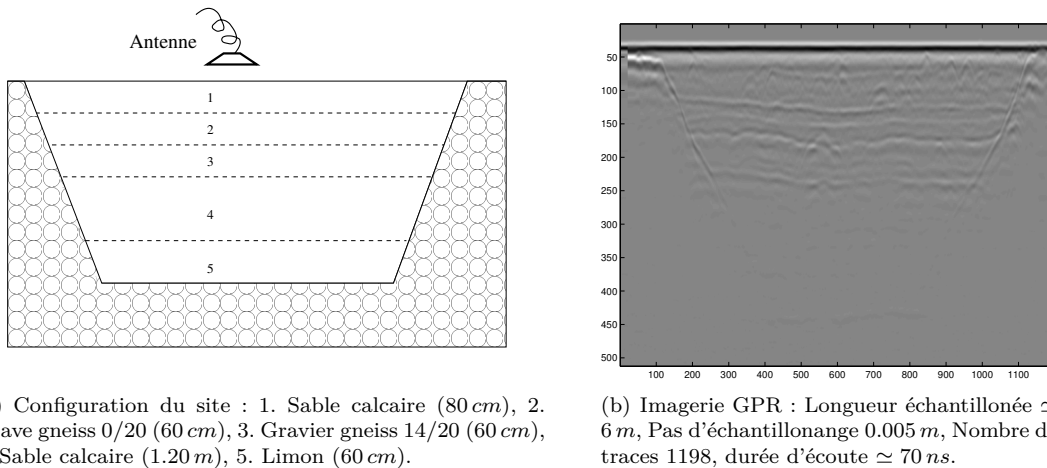 Antenne
1
2
3
4
5
50
100
150
200
250
300
350
400
450
500
100 200 300 400 500 600 700 800 900 1000 1100
) Configuration du site : 1. Sable calcaire (80 cm), 2.
ave gneiss 0/20 (60 cm), 3. Gravier gneiss 14/20 (60 cm),
Sable calcaire (1.20 m), 5. Limon (60 cm).
(b) Imagerie GPR : Longueur échantillonée ≃
6 m, Pas d'échantillonange 0.005 m, Nombre d
traces 1198, durée d'écoute ≃ 70 ns.